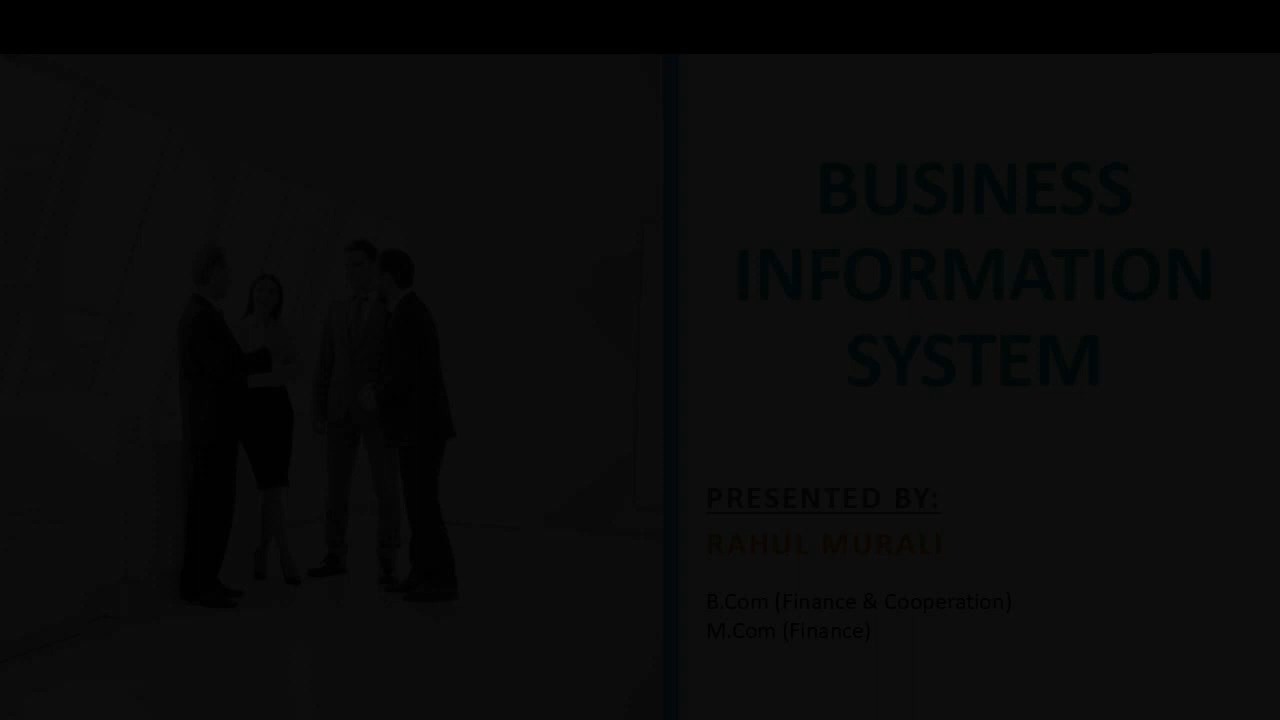 BUSINESS
INFORMATION
SYSTEM
PRESENTED BY:
RAHUL MURALI
B.Com (Finance & Cooperation)
M.Com (Finance)